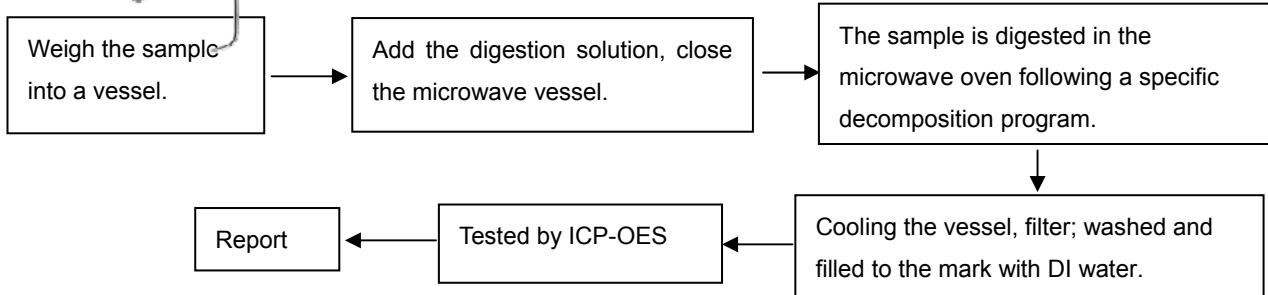 Weigh the sample
into a vessel.
Add the digestion solution, close
the microwave vessel.
The sample is digested in the
microwave oven following a specific
decomposition program.
Cooling the vessel, filter; washed and
filled to the mark with DI water.
Tested by ICP-OES
Report